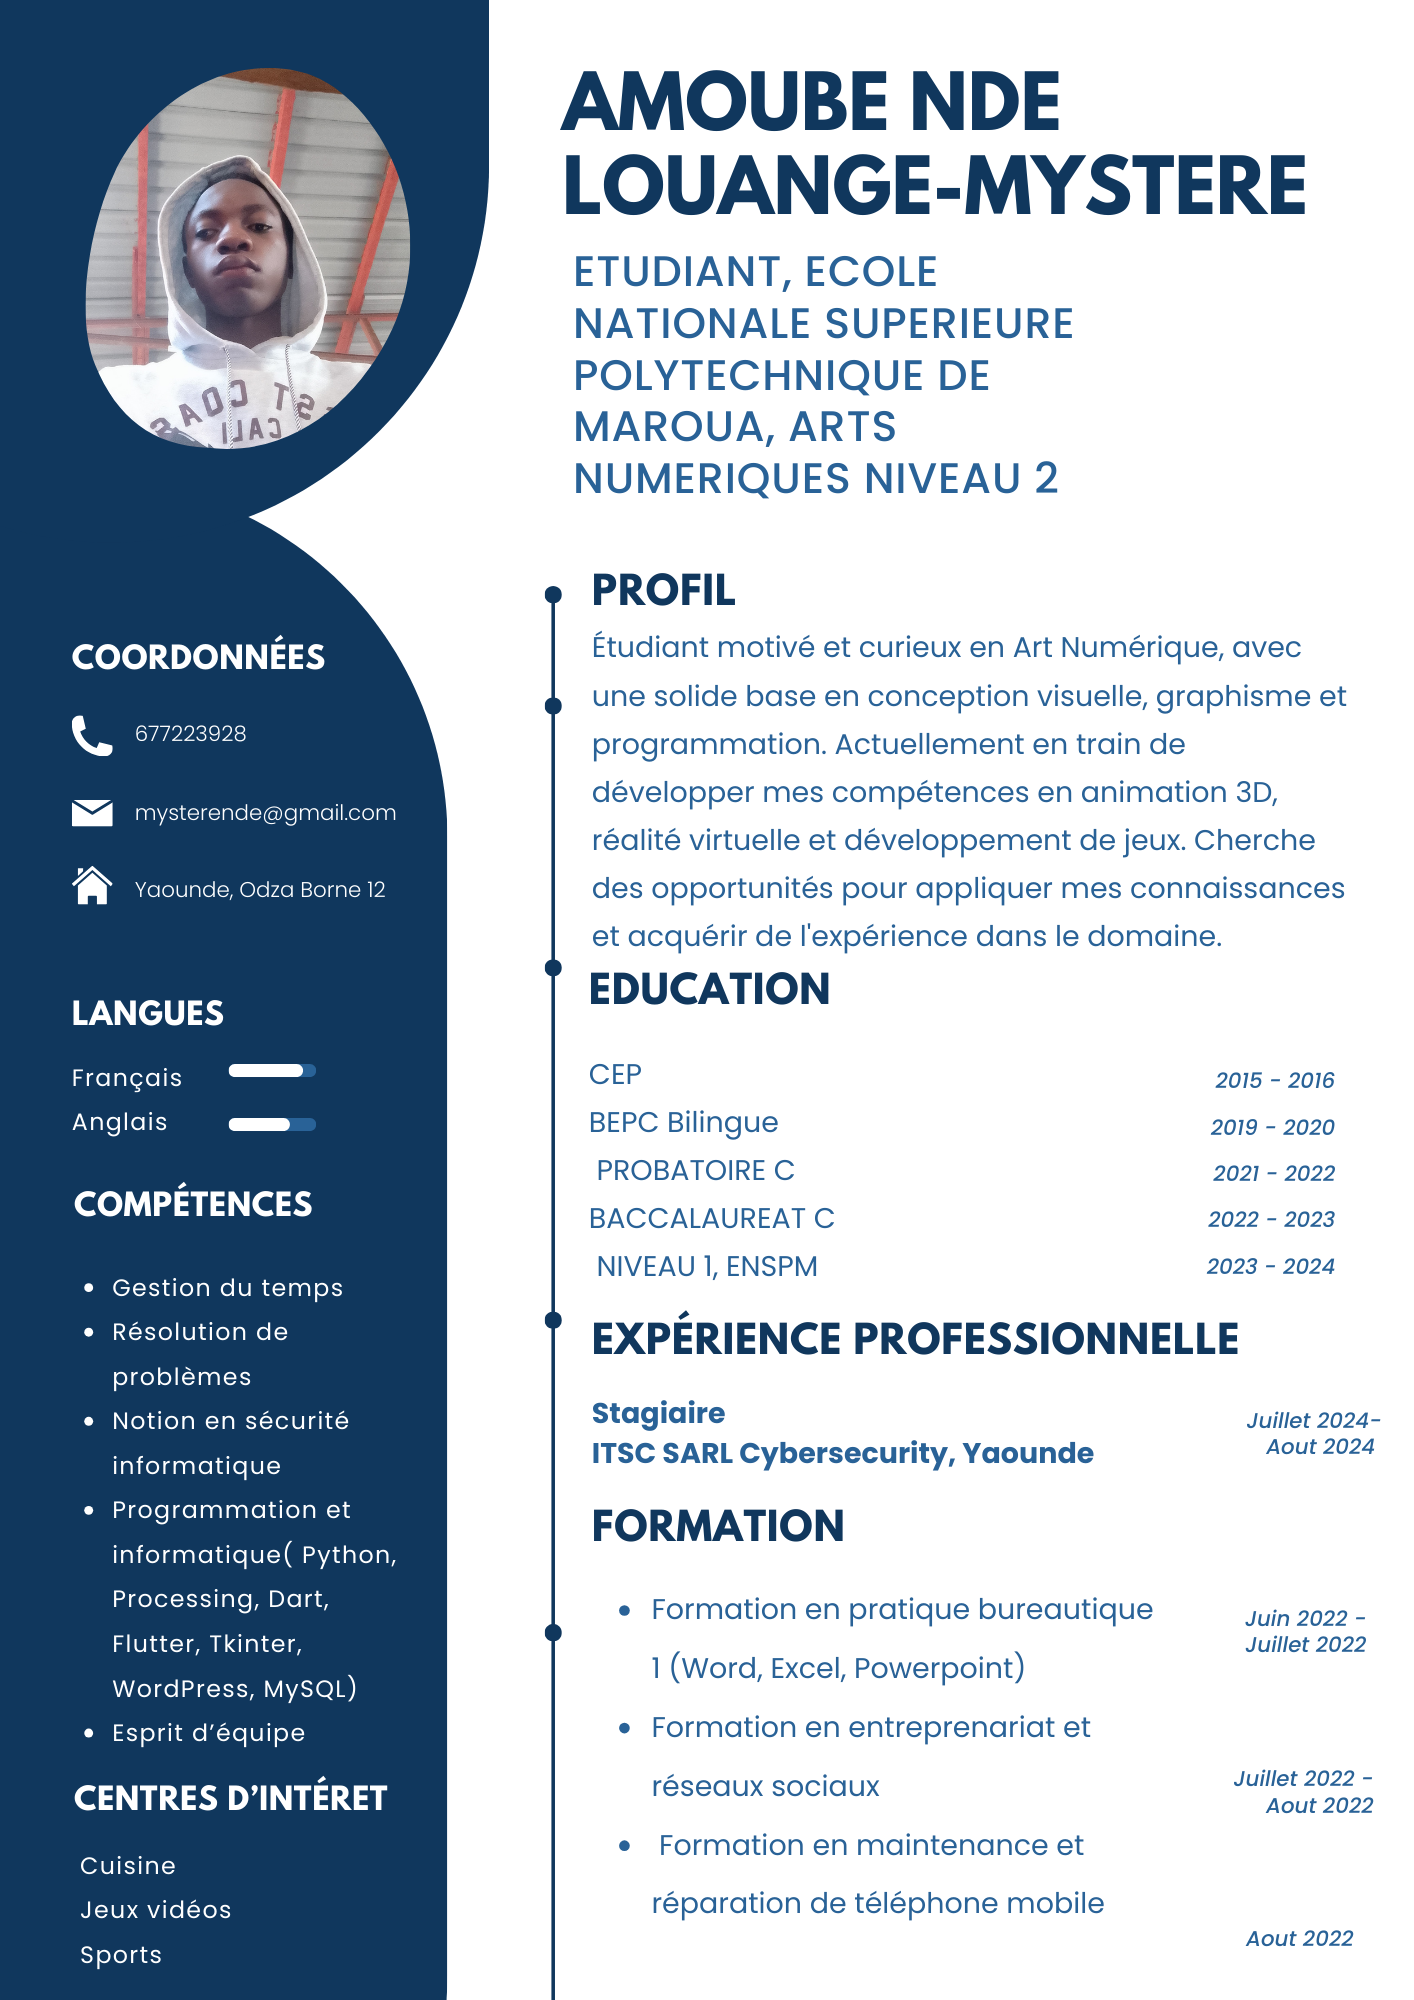 AMOUBE NDE
LOUANGE-MYSTERE
ETUDIANT, ECOLE
NATIONALE SUPERIEURE
POLYTECHNIQUE DE
MAROUA, ARTS
NUMERIQUES NIVEAU 2
COORDONNÉES
677223928
mysterende@gmail.com
Yaounde, Odza Borne 12
LANGUES
Français
Anglais
COMPÉTENCES
• Gestion du temps
• Résolution de
problèmes
• Notion en sécurité
informatique
• Programmation et
informatique( Python,
Processing, Dart,
Flutter, Tkinter,
WordPress, MySQL)
• Esprit d’équipe
CENTRES D’INTÉRET
Cuisine
Jeux vidéos
Sports
PROFIL
Étudiant motivé et curieux en Art Numérique, avec
une solide base en conception visuelle, graphisme et
programmation. Actuellement en train de
développer mes compétences en animation 3D,
réalité virtuelle et développement de jeux. Cherche
des opportunités pour appliquer mes connaissances
et acquérir de l'expérience dans le domaine.
EDUCATION
CEP 2015 - 2016
BEPC Bilingue 2019 - 2020
PROBATOIRE C 2021 - 2022
BACCALAUREAT C 2022 - 2023
NIVEAU 1, ENSPM 2023 - 2024
EXPÉRIENCE PROFESSIONNELLE
Stagiaire
ITSC SARL Cybersecurity, Yaounde
Juillet 2024-
Aout 2024
FORMATION
• Formation en pratique bureautique
1 (Word, Excel, Powerpoint)
Juin 2022 -
Juillet 2022
• Formation en entreprenariat et
réseaux sociaux
Juillet 2022 -
Aout 2022
• Formation en maintenance et
réparation de téléphone mobile
Aout 2022